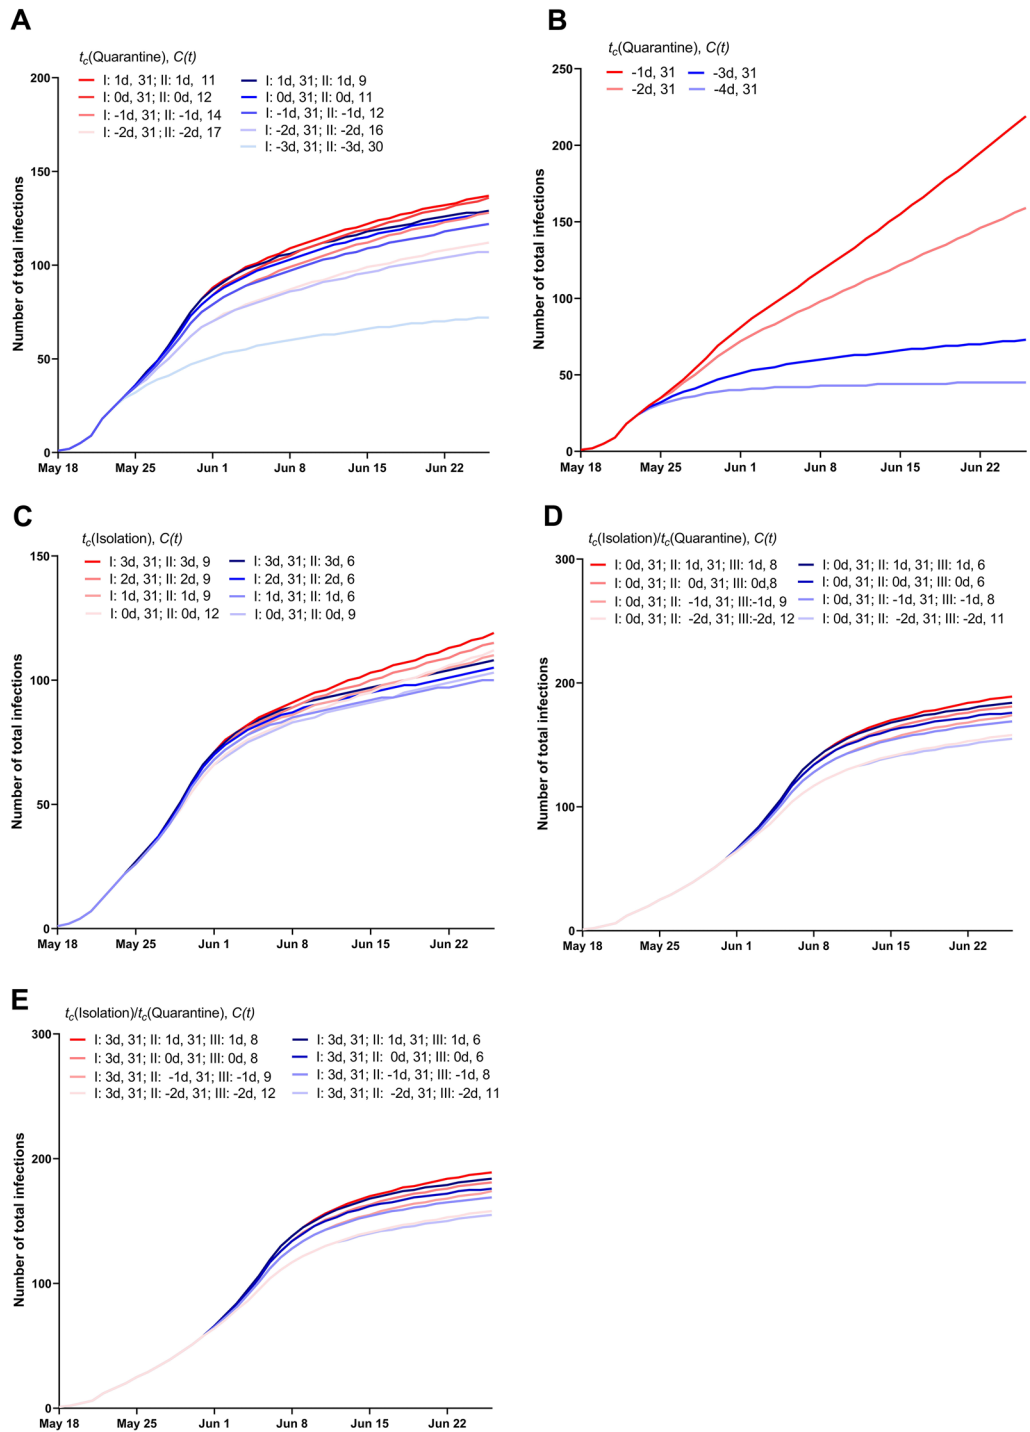 A
tc(Quarantine), C(t)
I: 1d, 31; II: 1d, 11
I: 0d, 31; II: 0d, 12
I: -1d, 31; II: -1d, 14
I: -2d, 31; II: -2d, 17
I: 1d, 31; II: 1d, 9
I: 0d, 31; II: 0d, 11
I: -1d, 31; II: -1d, 12
I: -2d, 31; II: -2d, 16
I: -3d, 31; II: -3d, 30
Number of total infections
200
150
100
50
0
May 18 May 25 Jun 1 Jun 8 Jun 15 Jun 22
B
tc(Quarantine), C(t)
-1d, 31
-2d, 31
-3d, 31
-4d, 31
Number of total infections
250
200
150
100
50
0
May 18 May 25 Jun 1 Jun 8 Jun 15 Jun 22
C
tc(Isolation), C(t)
I: 3d, 31; II: 3d, 9
I: 2d, 31; II: 2d, 9
I: 1d, 31; II: 1d, 9
I: 0d, 31; II: 0d, 12
I: 3d, 31; II: 3d, 6
I: 2d, 31; II: 2d, 6
I: 1d, 31; II: 1d, 6
I: 0d, 31; II: 0d, 9
Number of total infections
150
100
50
0
May 18 May 25 Jun 1 Jun 8 Jun 15 Jun 22
D
tc(Isolation)/tc(Quarantine), C(t)
I: 0d, 31; II: 1d, 31; III: 1d, 8
I: 0d, 31; II: 0d, 31; III: 0d,8
I: 0d, 31; II: -1d, 31; III:-1d, 9
I: 0d, 31; II: -2d, 31; III:-2d, 12
I: 0d, 31; II: 1d, 31; III: 1d, 6
I: 0d, 31; II: 0d, 31; III: 0d, 6
I: 0d, 31; II: -1d, 31; III: -1d, 8
I: 0d, 31; II: -2d, 31; III: -2d, 11
Number of total infections
300
200
100
0
May 18 May 25 Jun 1 Jun 8 Jun 15 Jun 22
E
tc(Isolation)/tc(Quarantine), C(t)
I: 3d, 31; II: 1d, 31; III: 1d, 8
I: 3d, 31; II: 0d, 31; III: 0d, 8
I: 3d, 31; II: -1d, 31; III: -1d, 9
I: 3d, 31; II: -2d, 31; III: -2d, 12
I: 3d, 31; II: 1d, 31; III: 1d, 6
I: 3d, 31; II: 0d, 31; III: 0d, 6
I: 3d, 31; II: -1d, 31; III: -1d, 8
I: 3d, 31; II: -2d, 31; III: -2d, 11
Number of total infections
300
200
100
0
May 18 May 25 Jun 1 Jun 8 Jun 15 Jun 22